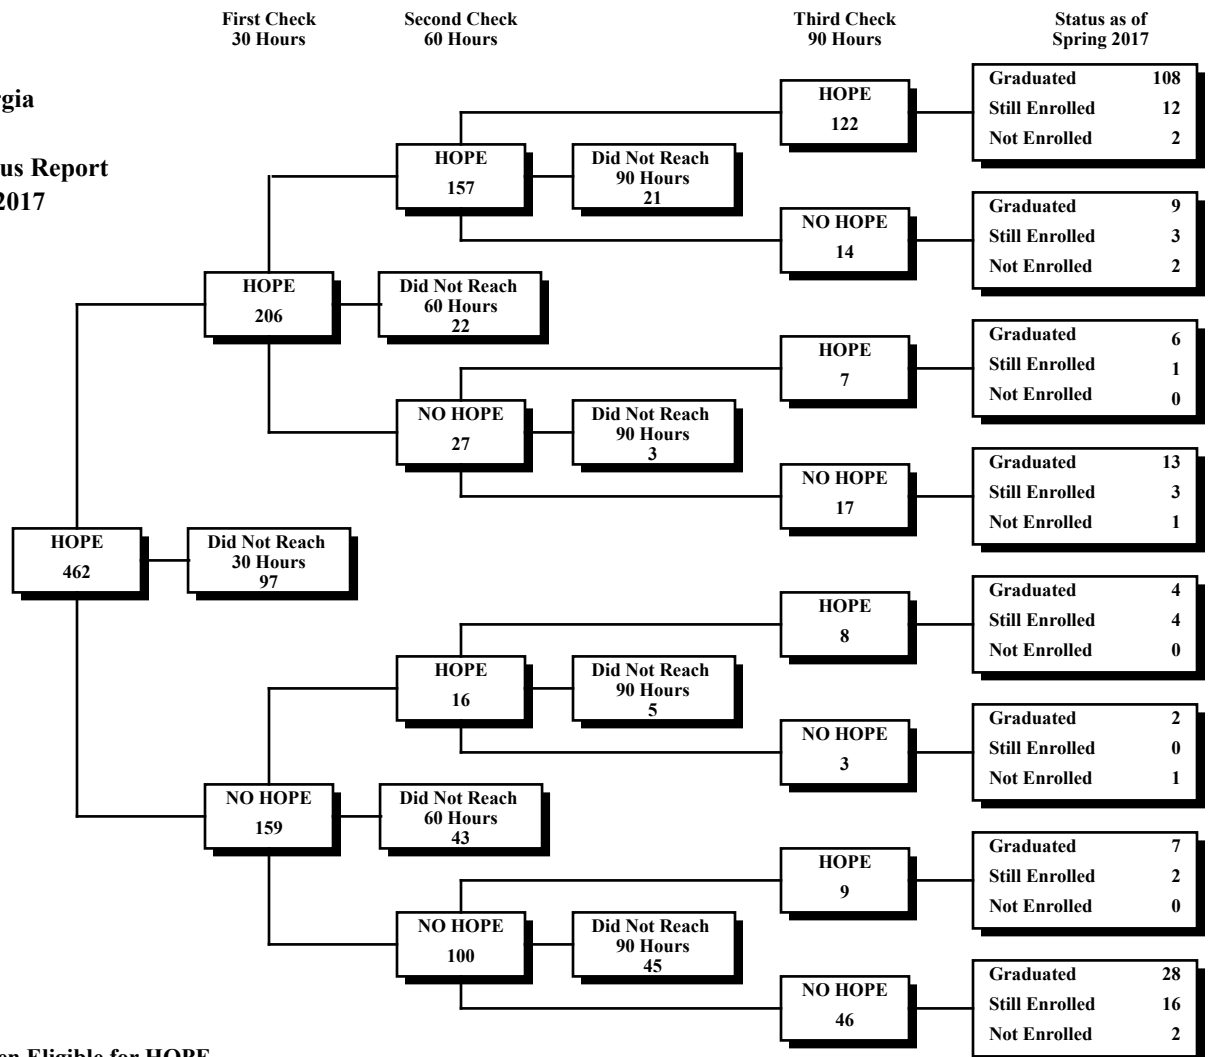 First Check
30 Hours
Second Check
60 Hours
Third Check
90 Hours
Status as of
Spring 2017
Report
2017
HOPE
462
Did Not Reach
30 Hours
97
HOPE
206
Did Not Reach
60 Hours
22
NO HOPE
159
Did Not Reach
60 Hours
43
HOPE
157
Did Not Reach
90 Hours
21
NO HOPE
27
Did Not Reach
90 Hours
3
HOPE
16
Did Not Reach
90 Hours
5
NO HOPE
100
Did Not Reach
90 Hours
45
HOPE
122
Graduated 108
Still Enrolled 12
Not Enrolled 2
NO HOPE
14
Graduated 9
Still Enrolled 3
Not Enrolled 2
HOPE
7
Graduated 6
Still Enrolled 1
Not Enrolled 0
NO HOPE
17
Graduated 13
Still Enrolled 3
Not Enrolled 1
HOPE
8
Graduated 4
Still Enrolled 4
Not Enrolled 0
NO HOPE
3
Graduated 2
Still Enrolled 0
Not Enrolled 1
HOPE
9
Graduated 7
Still Enrolled 2
Not Enrolled 0
NO HOPE
46
Graduated 28
Still Enrolled 16
Not Enrolled 2
Eligible for HOPE